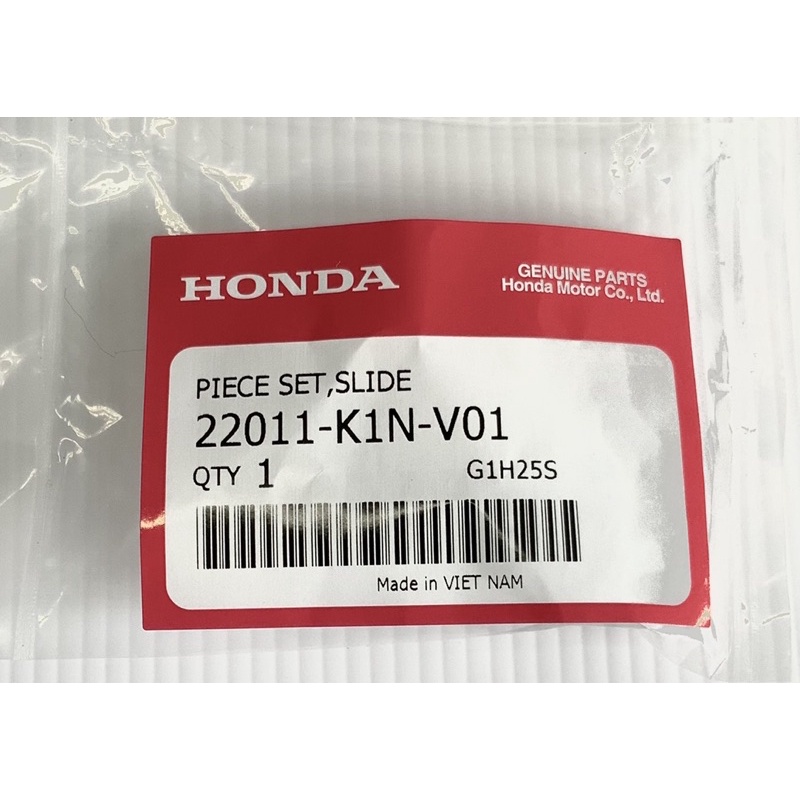 HONDA
GENUINE PARTS
Honda Motor Co., Ltd.
PIECE SET,SLIDE
22011-K1N-V01
QTY 1 G1H25S
Made in VIET NAM